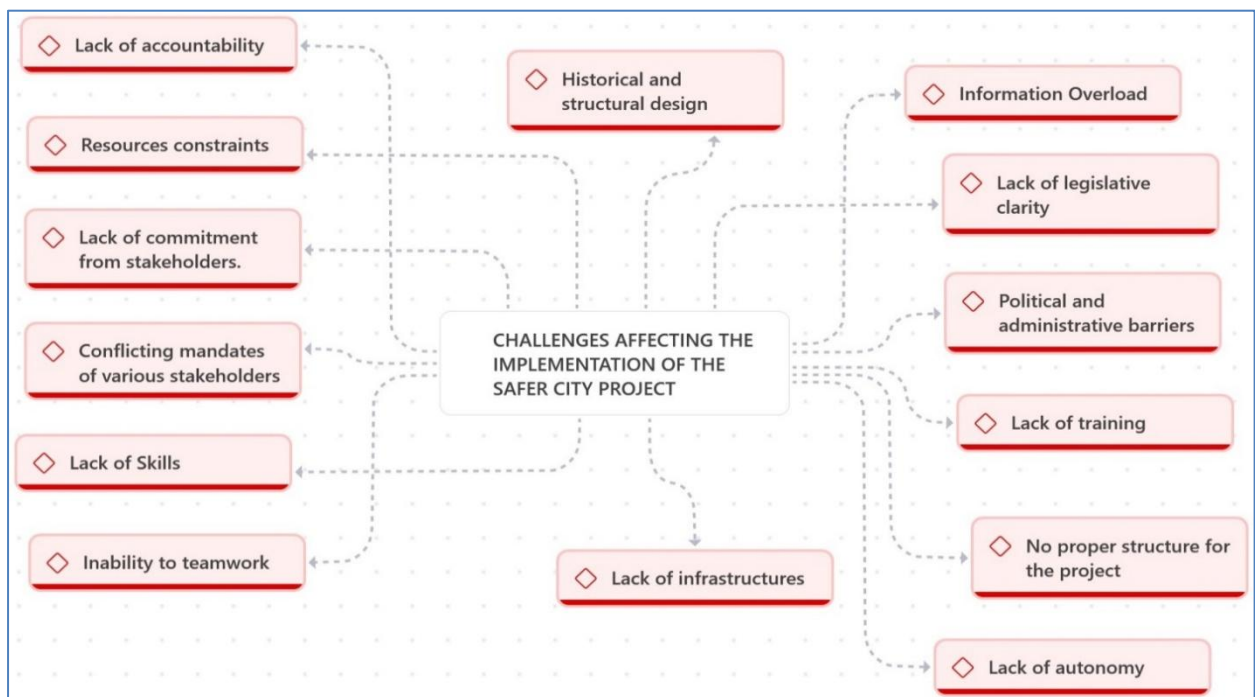 Lack of accountability
Resources constraints
Lack of commitment
from stakeholders.
Conflicting mandates
of various stakeholders
Lack of Skills
Inability to teamwork
Historical and
structural design
CHALLENGES AFFECTING THE
IMPLEMENTATION OF THE
SAFER CITY PROJECT
Lack of infrastructures
Information Overload
Lack of legislative
clarity
Political and
administrative barriers
Lack of training
No proper structure for
the project
Lack of autonomy